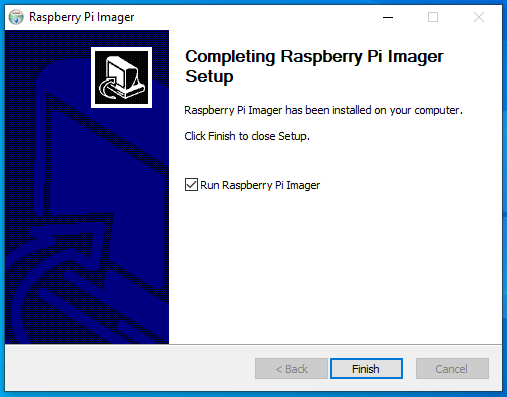 Raspberry Pi Imager
Completing Raspberry Pi Imager
Setup
Raspberry Pi Imager has been installed on your computer.
Click Finish to close Setup.
Run Raspberry Pi Imager
< Back
Finish
Cancel